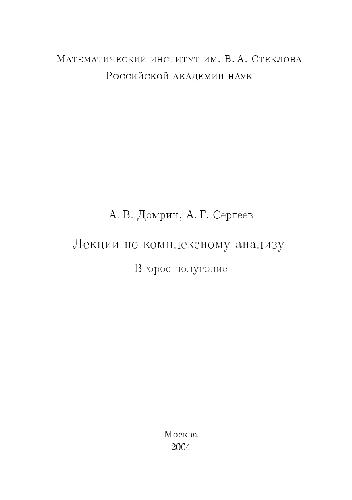 Математический институт им. В. А. Стеклова
Российской академии наук
А. В. Домрин, А. Г. Сергеев
Лекции по комплексному анализу
Второе полугодие
Москва
2004